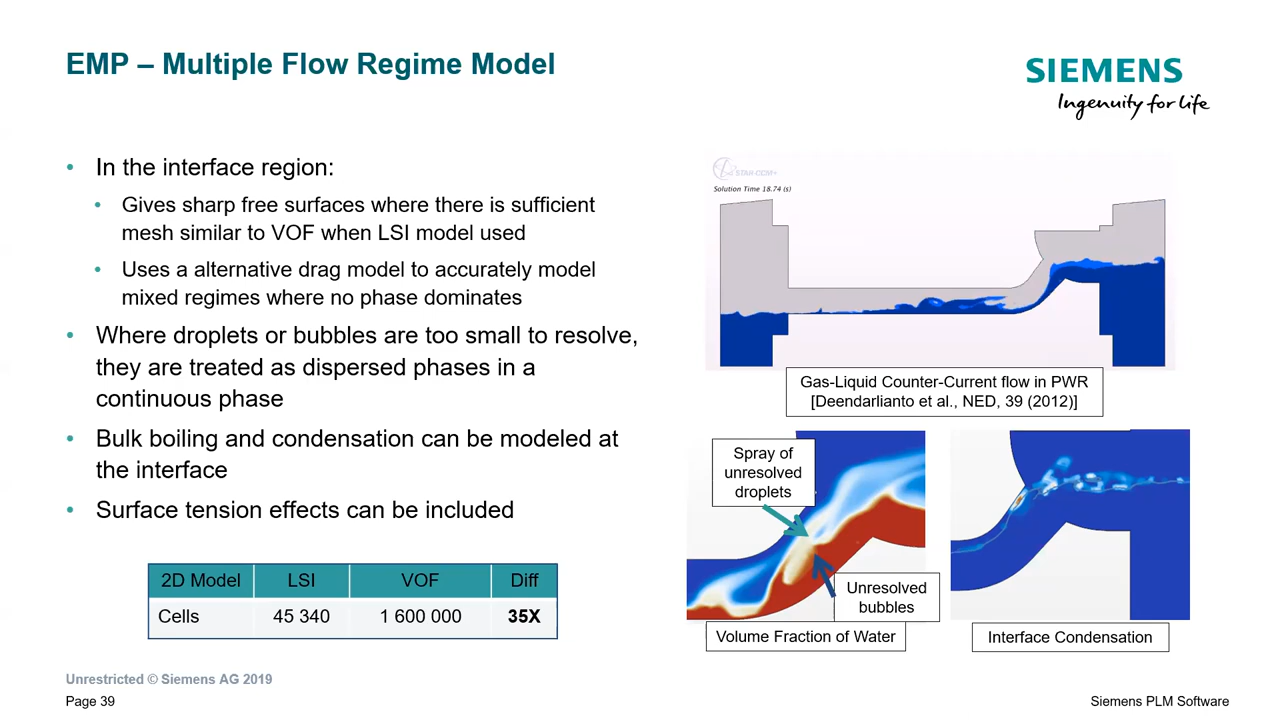 EMP – Multiple Flow Regime Model
SIEMENS
Ingenuity for life
• In the interface region:
• Gives sharp free surfaces where there is sufficient
mesh similar to VOF when LSI model used
• Uses a alternative drag model to accurately model
mixed regimes where no phase dominates
• Where droplets or bubbles are too small to resolve,
they are treated as dispersed phases in a
continuous phase
• Bulk boiling and condensation can be modeled at
the interface
• Surface tension effects can be included
2D Model LSI VOF Diff
Cells 45 340 1 600 000 35X
STAR-CCM+
Solution Time 18.74 (s)
Gas-Liquid Counter-Current flow in PWR
[Deendarlianto et al., NED, 39 (2012)]
Spray of
unresolved
droplets
Unresolved
bubbles
Volume Fraction of Water
Interface Condensation
Unrestricted © Siemens AG 2019
Page 39
Siemens PLM Software